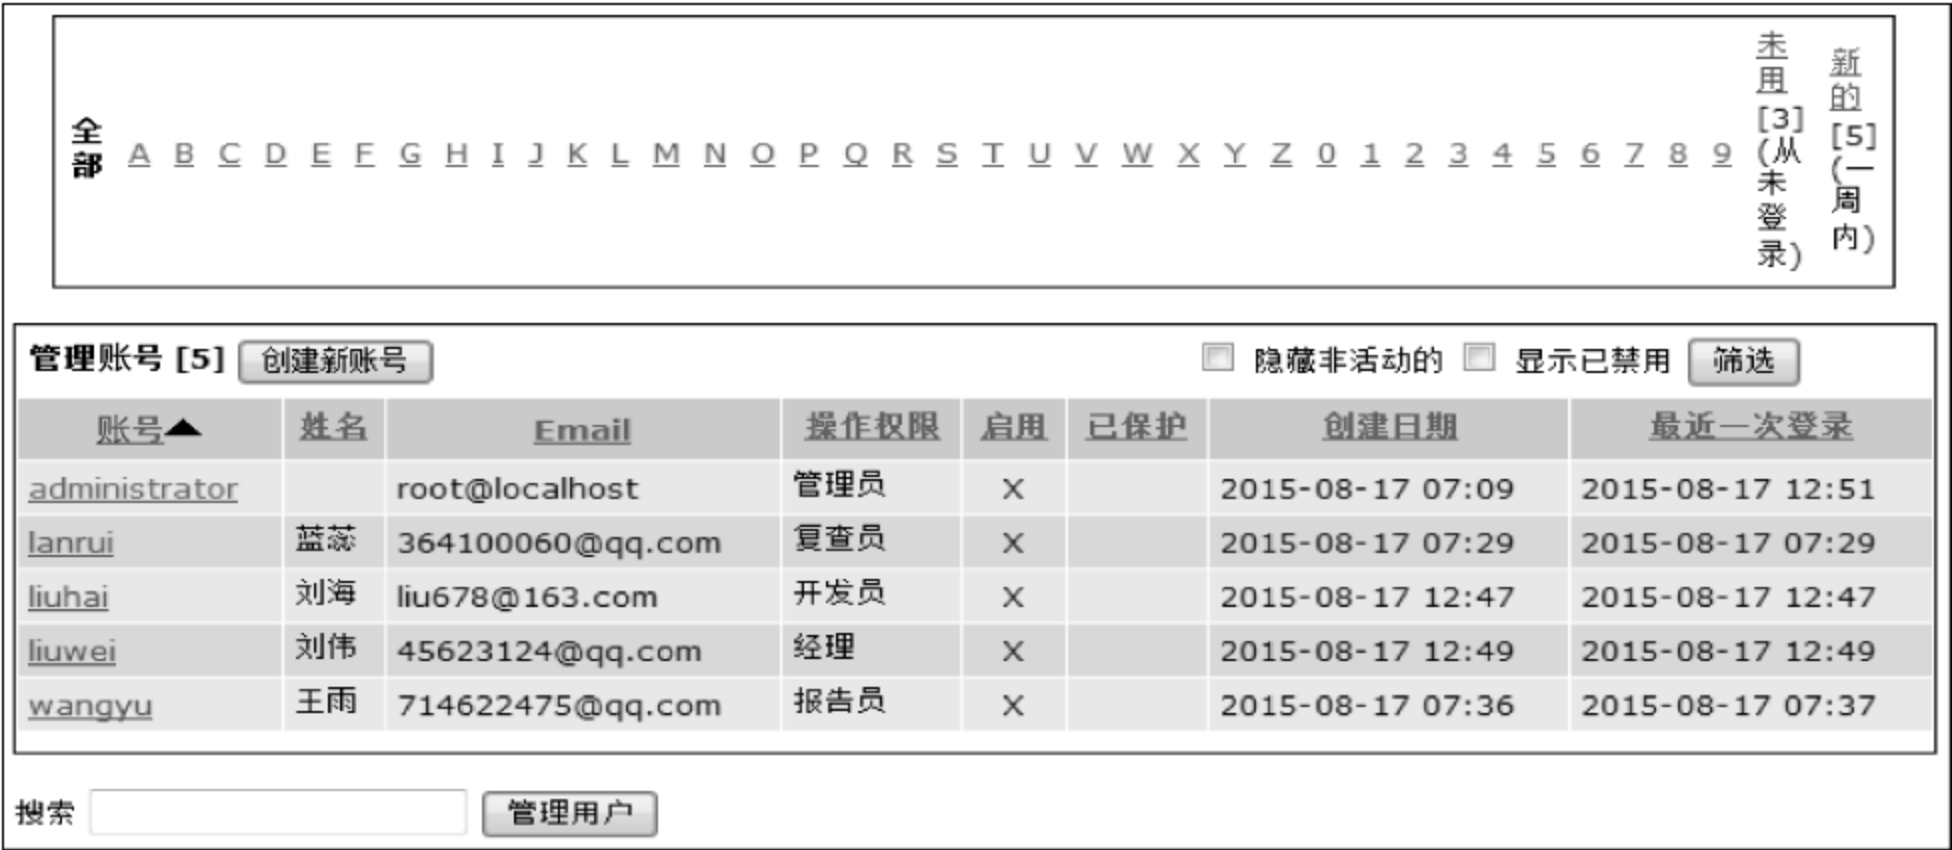 全部 A B C D E F G H I J K L M N O P Q R S T U V W X Y Z 0 1 2 3 4 5 6 7 8 9 未用[3](从未登录) 新的[5](一周内)
管理账号 [5] 创建新账号 隐藏非活动的 显示已禁用 筛选
账号▲ 姓名 Email 操作权限 启用 已保护 创建日期 最近一次登录
administrator root@localhost 管理员 X 2015-08-17 07:09 2015-08-17 12:51
lanrui 蓝蕊 364100060@qq.com 复查员 X 2015-08-17 07:29 2015-08-17 07:29
liuhai 刘海 liu678@163.com 开发员 X 2015-08-17 12:47 2015-08-17 12:47
liuwei 刘伟 45623124@qq.com 经理 X 2015-08-17 12:49 2015-08-17 12:49
wangyu 王雨 714622475@qq.com 报告员 X 2015-08-17 07:36 2015-08-17 07:37
搜索 管理用户